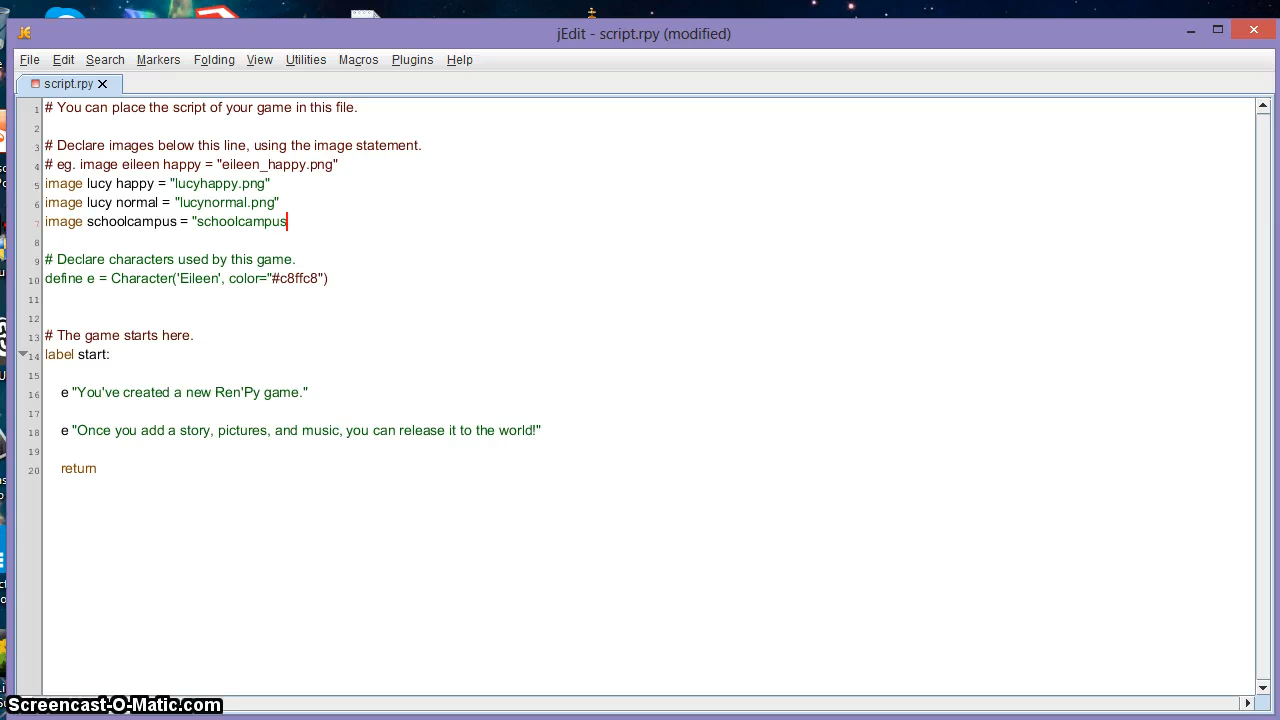 jEdit - script.rpy (modified)
File Edit Search Markers Folding View Utilities Macros Plugins Help
script.rpy
1 # You can place the script of your game in this file.
2
3 # Declare images below this line, using the image statement.
4 # eg. image eileen happy = "eileen_happy.png"
5 image lucy happy = "lucyhappy.png"
6 image lucy normal = "lucynormal.png"
7 image schoolcampus = "schoolcampus
8
9 # Declare characters used by this game.
10 define e = Character('Eileen', color="#c8ffc8")
11
12
13 # The game starts here.
14 label start:
15
16 e "You've created a new Ren'Py game."
17
18 e "Once you add a story, pictures, and music, you can release it to the world!"
19
20 return
Screencast-O-Matic.com